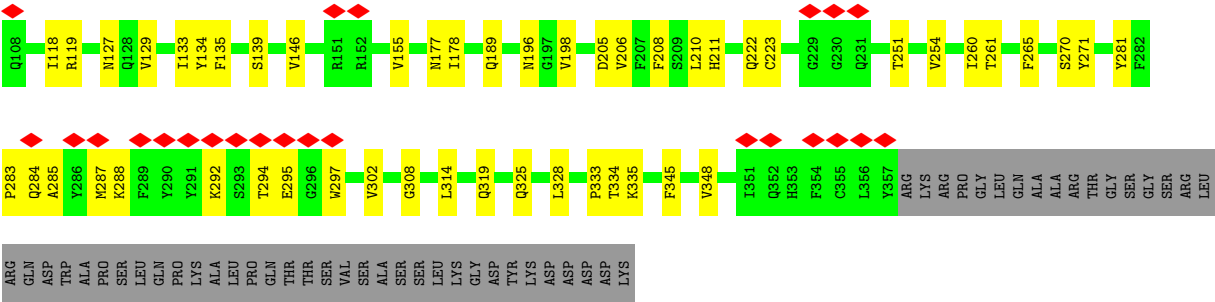 Q108 I118 R119 N127 Q128 V129 I133 Y134 F135 S139 V146 R151 R152 V155 N177 I178 Q189 N196 G197 V198 D205 V206 F207 F208 S209 L210 H211 Q222 C223 G229 G230 Q231 T251 V254 I260 T261 F265 S270 Y271 Y281 F282
P283 Q284 A285 Y286 M287 K288 F289 Y290 Y291 K292 S293 T294 E295 G296 W297 V302 G308 L314 Q319 Q325 L328 P333 T334 K335 F345 V348 I351 Q352 H353 F354 C355 L356 Y357 ARG LYS ARG PRO GLY LEU GLN ALA ALA ARG THR GLY SER GLY SER ARG LEU
ARG GLN ASP TRP ALA PRO SER LEU GLN PRO LYS ALA LEU PRO GLN THR THR SER VAL SER ALA SER SER LEU LYS GLY ASP TYR LYS ASP ASP ASP ASP LYS